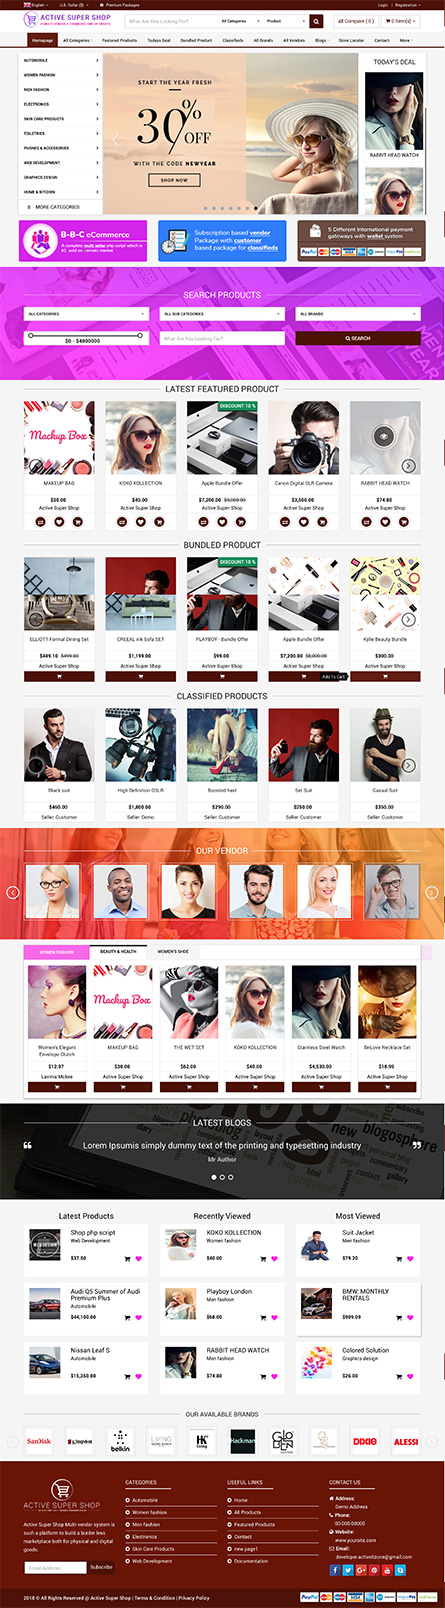 English
U.S. Dollar ($)
Premium Packages
Login
Registration
ACTIVE SUPER SHOP
What Are You Looking For?
All Categories
Product
Compare ( 0 )
0 Item(s)
Homepage
All Categories
Featured Products
Todays Deal
Bundled Product
Classifieds
All Brands
All Vendors
Blogs
Store Locator
Contact
More
AUTOMOBILE
WOMEN FASHION
MEN FASHION
ELECTRONICS
SKIN CARE PRODUCTS
TOILETRIES
PHONES & ACCESSORIES
WEB DEVELOPMENT
GRAPHICS DESIGN
HOME & KITCHEN
MORE CATEGORIES
START THE YEAR FRESH
30%
OFF
WITH THE CODE NEWYEAR
SHOP NOW
TODAY'S DEAL
RABBIT HEAD WATCH
B-B-C eCommerce
A complete multi seller php script which is
#1 sold on envato market
Subscription based vendor
Package with customer
based package for classifieds
5 Different international payment
gateways with wallet system
SEARCH PRODUCTS
ALL CATEGORIES
ALL SUB CATEGORIES
ALL BRANDS
$0 - $4800000
What Are You Looking For?
SEARCH
LATEST FEATURED PRODUCT
Mackup Box
DISCOUNT 10 %
MAKEUP BAG
KOKO KOLLECTION
Apple Bundle Offer
Canon Digital SLR Camera
RABBIT HEAD WATCH
$30.00
$40.00
$7,200.00 $8,000.00
$3,500.00
$74.80
Active Super Shop
Active Super Shop
Active Super Shop
Active Super Shop
Active Super Shop
BUNDLED PRODUCT
DISCOUNT 10 %
ELLIOTT Formal Dining Set
CREEAL ink Sofa SET
PLAYBOY - Bundle Offer
Apple Bundle Offer
Kylie Beauty Bundle
$449.10 $499.00
$1,199.00
$99.00
$7,200.00 $8,000.00
$300.00
Active Super Shop
Active Super Shop
Active Super Shop
Active Super Shop
Active Super Shop
Add To Cart
CLASSIFIED PRODUCTS
Black suit
High Definition DSLR
Boosted heel
Set Suit
Casual Suit
$460.00
$1,800.00
$290.00
$250.00
$350.00
Seller: Customer
Seller: Demo
Seller: Customer
Seller: Customer
Seller: Customer
OUR VENDOR
WOMEN FASHION
BEAUTY & HEALTH
WOMEN'S SHOE
Mackup Box
Women's Elegant
Envelope Clutch
MAKEUP BAG
THE WET SET
KOKO KOLLECTION
Stainless Steel Watch
BnLove Necklace Set
$12.97
$30.00
$62.00
$40.00
$4,530.00
$18.99
Lavinia Mckee
Active Super Shop
Active Super Shop
Active Super Shop
Active Super Shop
Active Super Shop
LATEST BLOGS
Lorem Ipsumis simply dummy text of the printing and typesetting industry
Mr Author
Latest Products
Recently Viewed
Most Viewed
Shop php script
Web Development
$37.50
KOKO KOLLECTION
Women fashion
$40.00
Suit Jacket
Men fashion
$79.20
Audi Q5 Summer of Audi
Premium Plus
Automobile
$44,100.00
Playboy London
Men fashion
$68.00
BMW: MONTHLY
RENTALS
$909.09
Nissan Leaf S
Automobile
$15,350.00
RABBIT HEAD WATCH
Men fashion
$74.80
Colored Solution
Graphics design
$26.00
OUR AVAILABLE BRANDS
SanDisk
Kingston
belkin
LIVING
HK living
Hackman
DIXIE
ALESSI
ACTIVE SUPER SHOP
Active Super Shop Multi vendor system is
such a platform to build a border less
marketplace both for physical and digital
goods.
Email Address
Subscribe
CATEGORIES
Automobile
Women fashion
Men fashion
Electronics
Skin Care Products
Web Development
USEFUL LINKS
Home
All Products
Featured Products
Contact
new page1
Documentation
CONTACT US
Address:
Demo Address
Phone:
00-000-00000
Website:
www.yoursite.com
Email:
developer.activeitzone@gmail.com
2018 © All Rights Reserved @ Active Super Shop | Terms & Condition | Privacy Policy
PayPal